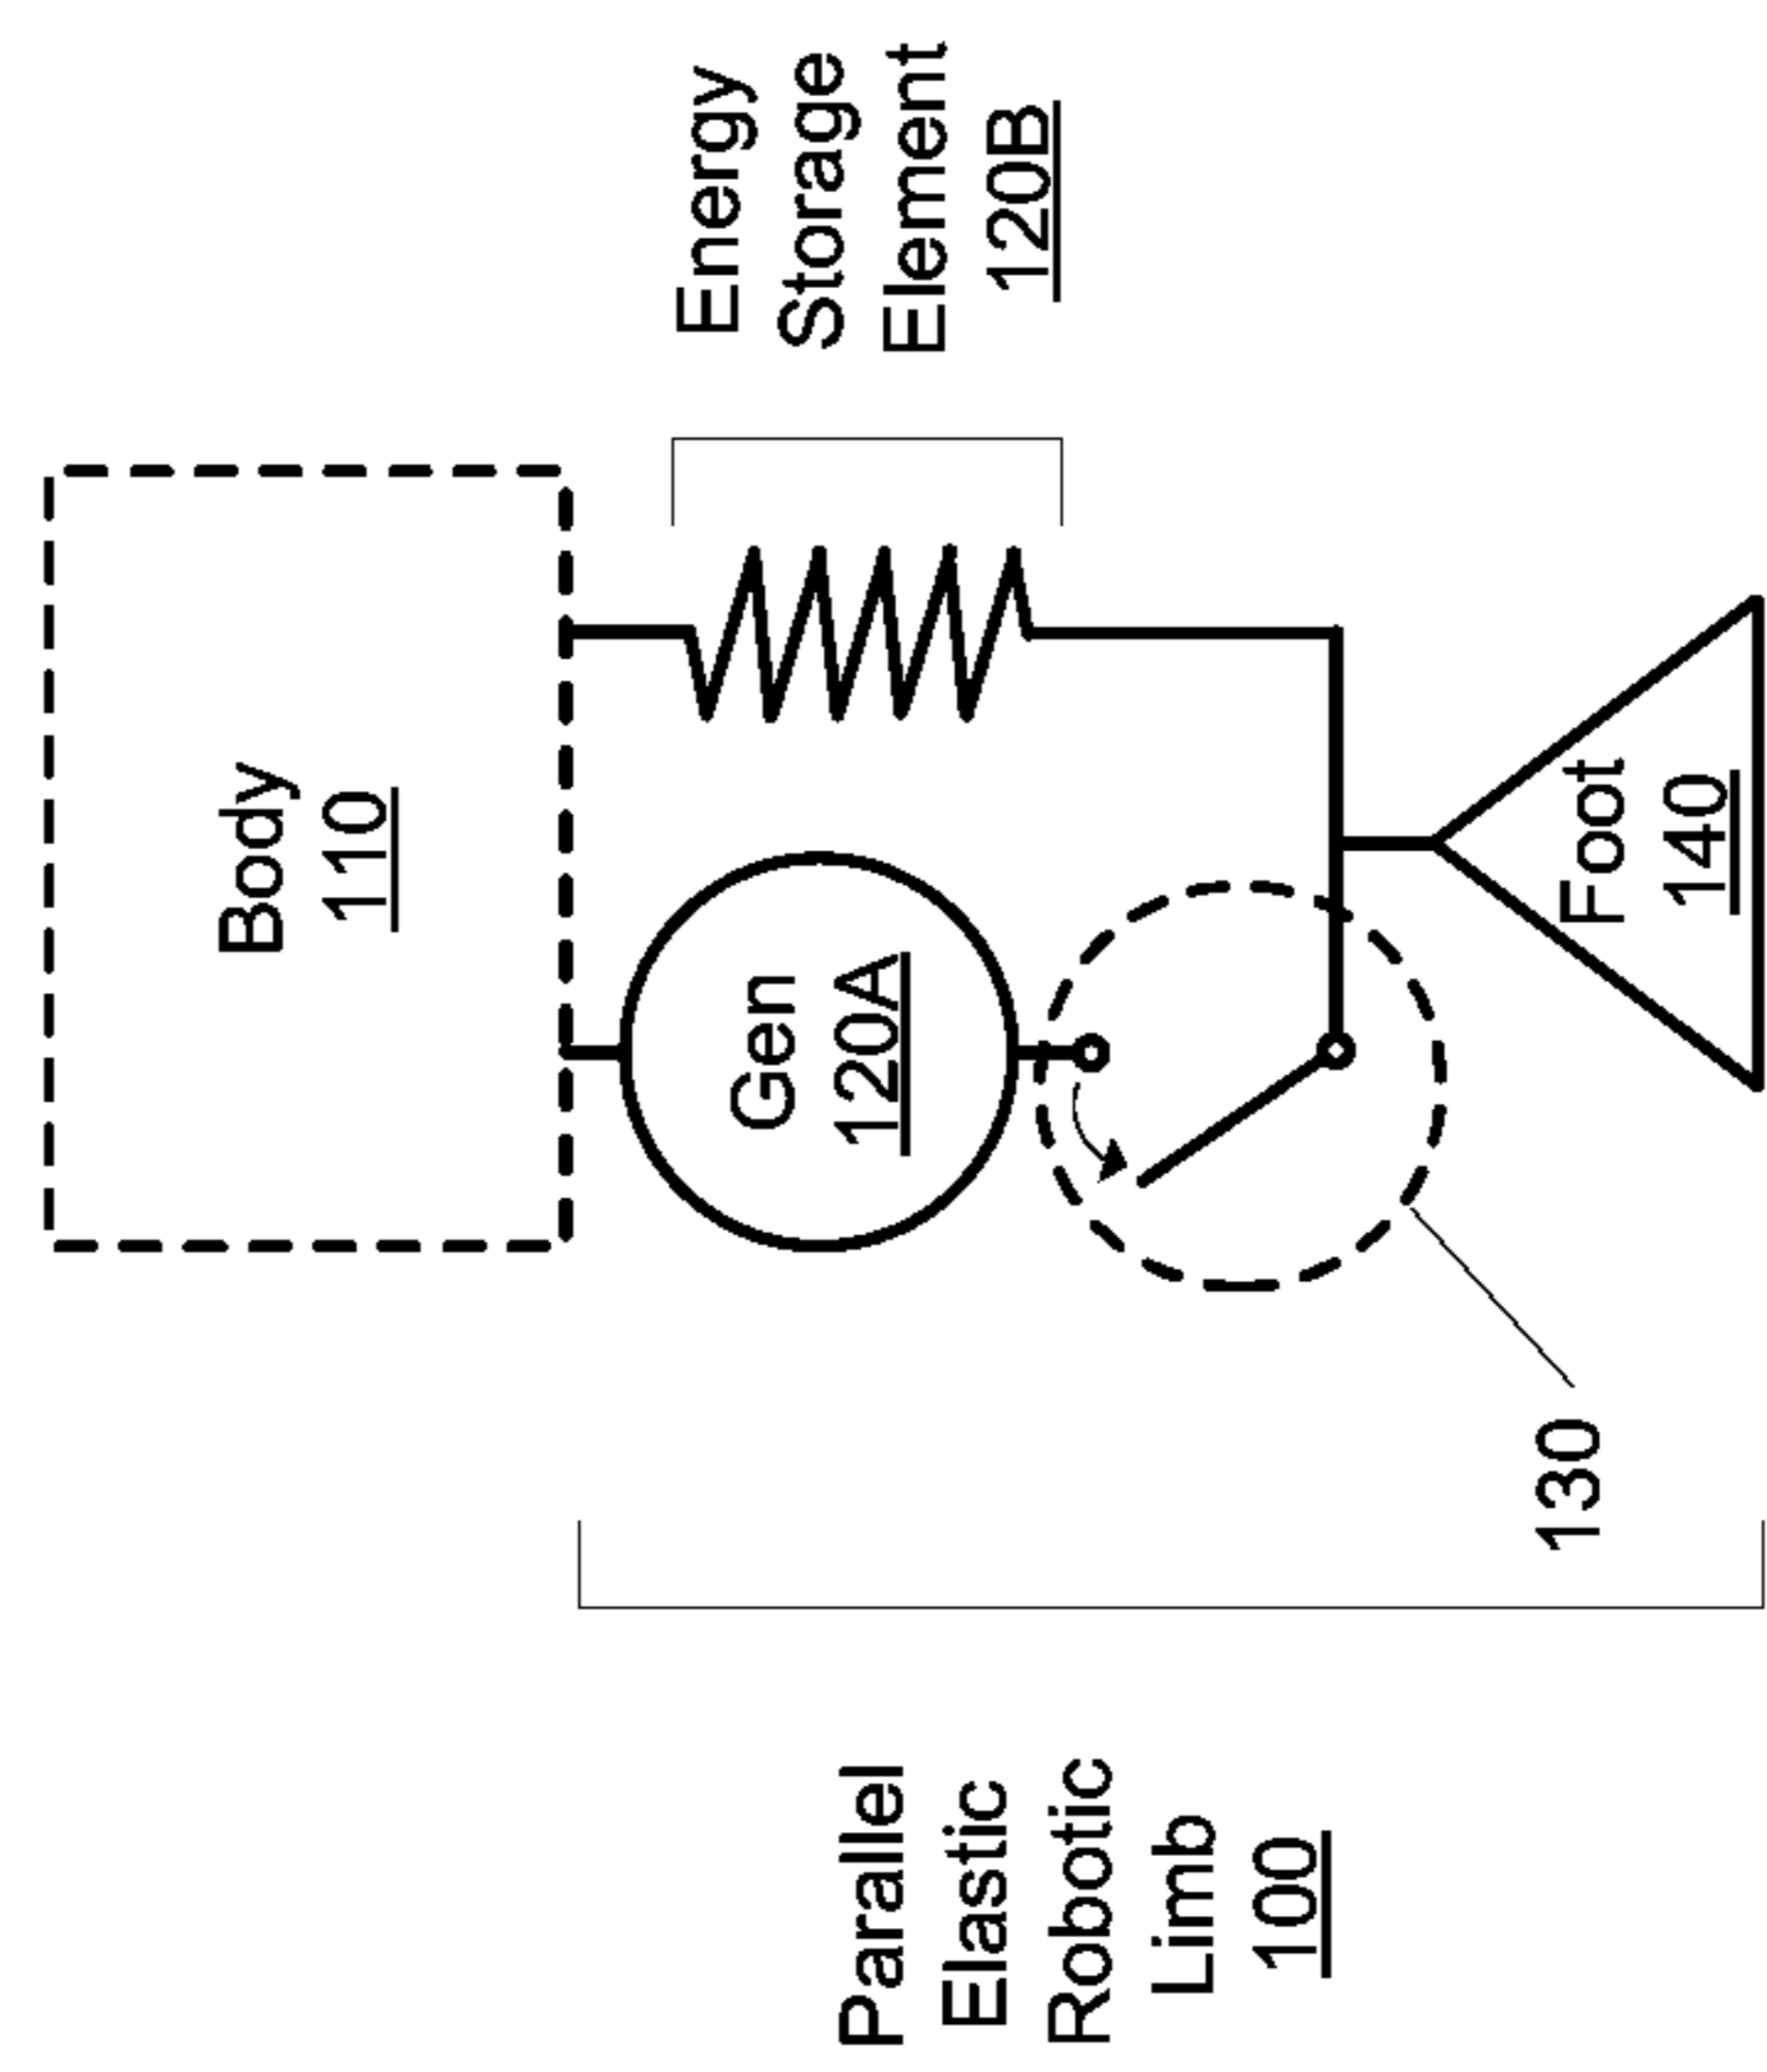 Body
110
Energy
Storage
Element
120B
Gen
120A
Foot
140
130
Parallel
Elastic
Robotic
Limb
100